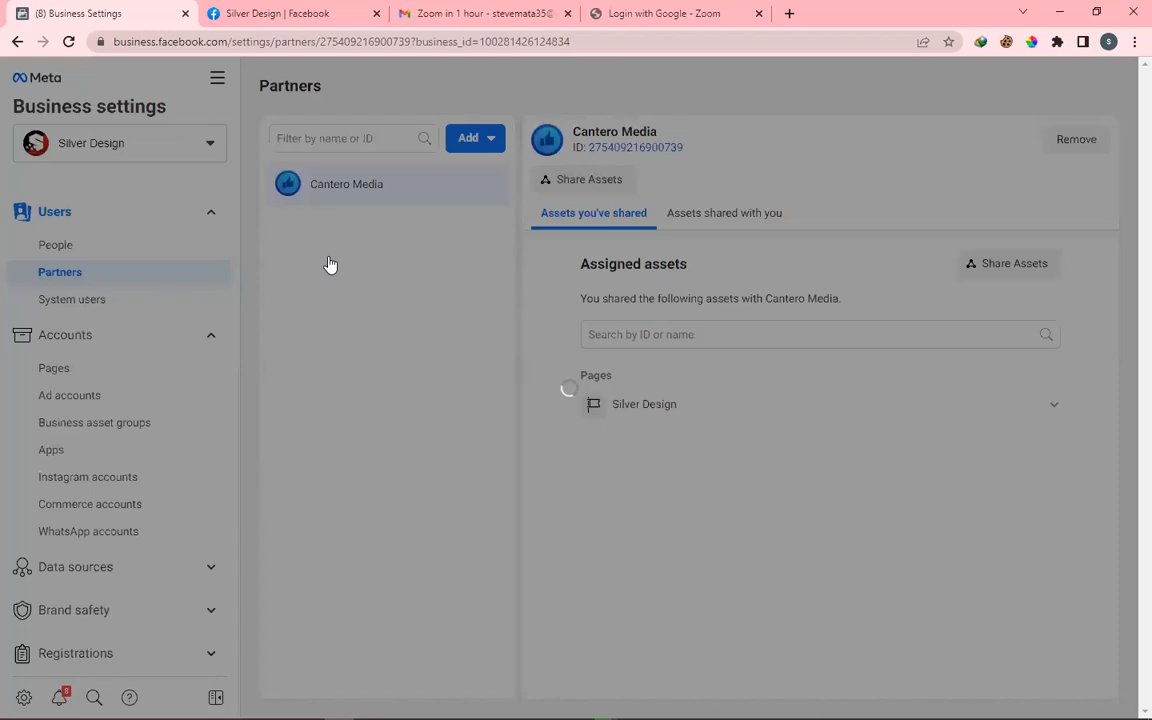 (8) Business Settings
Silver Design | Facebook
Zoom in 1 hour - stevemata35@
Login with Google - Zoom
business.facebook.com/settings/partners/275409216900739?business_id=100281426124834
S
Meta
Business settings
Silver Design
Users
People
Partners
System users
Accounts
Pages
Ad accounts
Business asset groups
Apps
Instagram accounts
Commerce accounts
WhatsApp accounts
Data sources
Brand safety
Registrations
8
Partners
Filter by name or ID
Add
Cantero Media
Cantero Media
ID: 275409216900739
Remove
Share Assets
Assets you've shared
Assets shared with you
Assigned assets
Share Assets
You shared the following assets with Cantero Media.
Search by ID or name
Pages
Silver Design